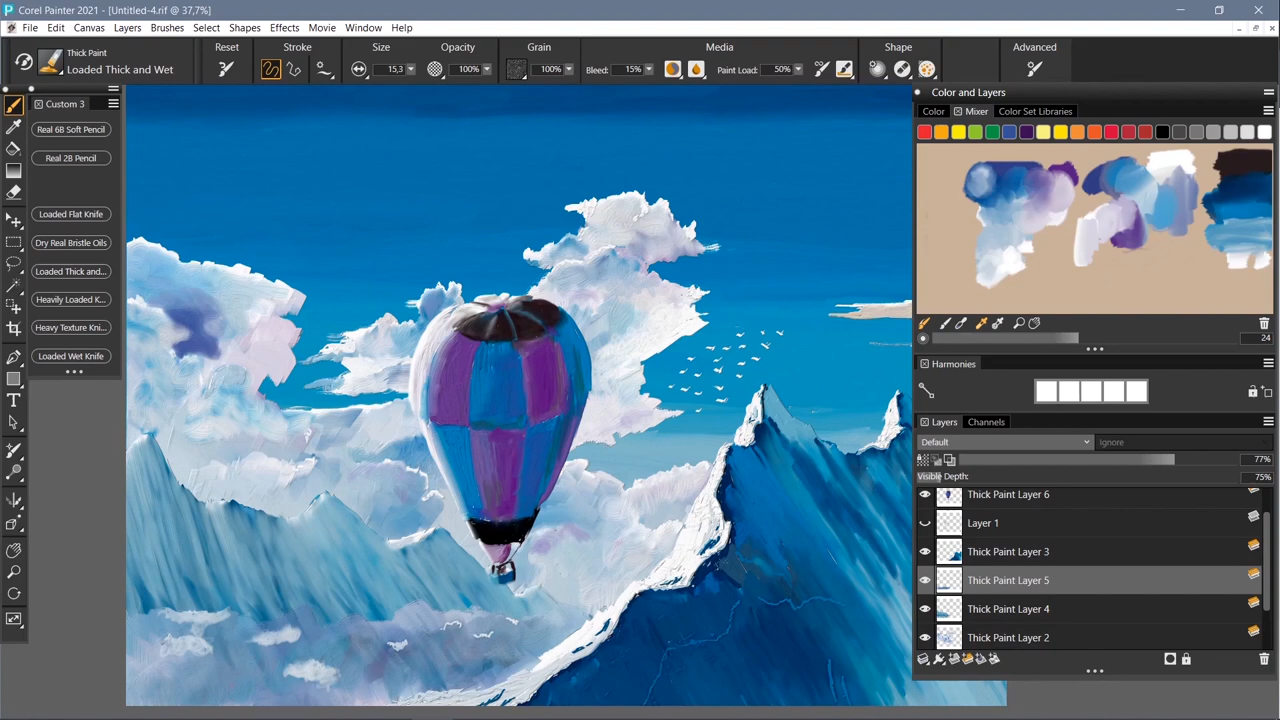 Corel Painter 2021 - [Untitled-4.rif @ 37,7%]
File Edit Canvas Layers Brushes Select Shapes Effects Movie Window Help
Thick Paint
Loaded Thick and Wet
Reset
Stroke
Size
15,3
Opacity
100%
Grain
100%
Media
Bleed: 15%
Paint Load: 50%
Shape
Advanced
Custom 3
Real 6B Soft Pencil
Real 2B Pencil
Loaded Flat Knife
Dry Real Bristle Oils
Loaded Thick and...
Heavily Loaded K...
Heavy Texture Kni...
Loaded Wet Knife
Color and Layers
Color Mixer Color Set Libraries
24
Harmonies
Layers Channels
Default Ignore
77%
Visible Depth: 75%
Thick Paint Layer 6
Layer 1
Thick Paint Layer 3
Thick Paint Layer 5
Thick Paint Layer 4
Thick Paint Layer 2